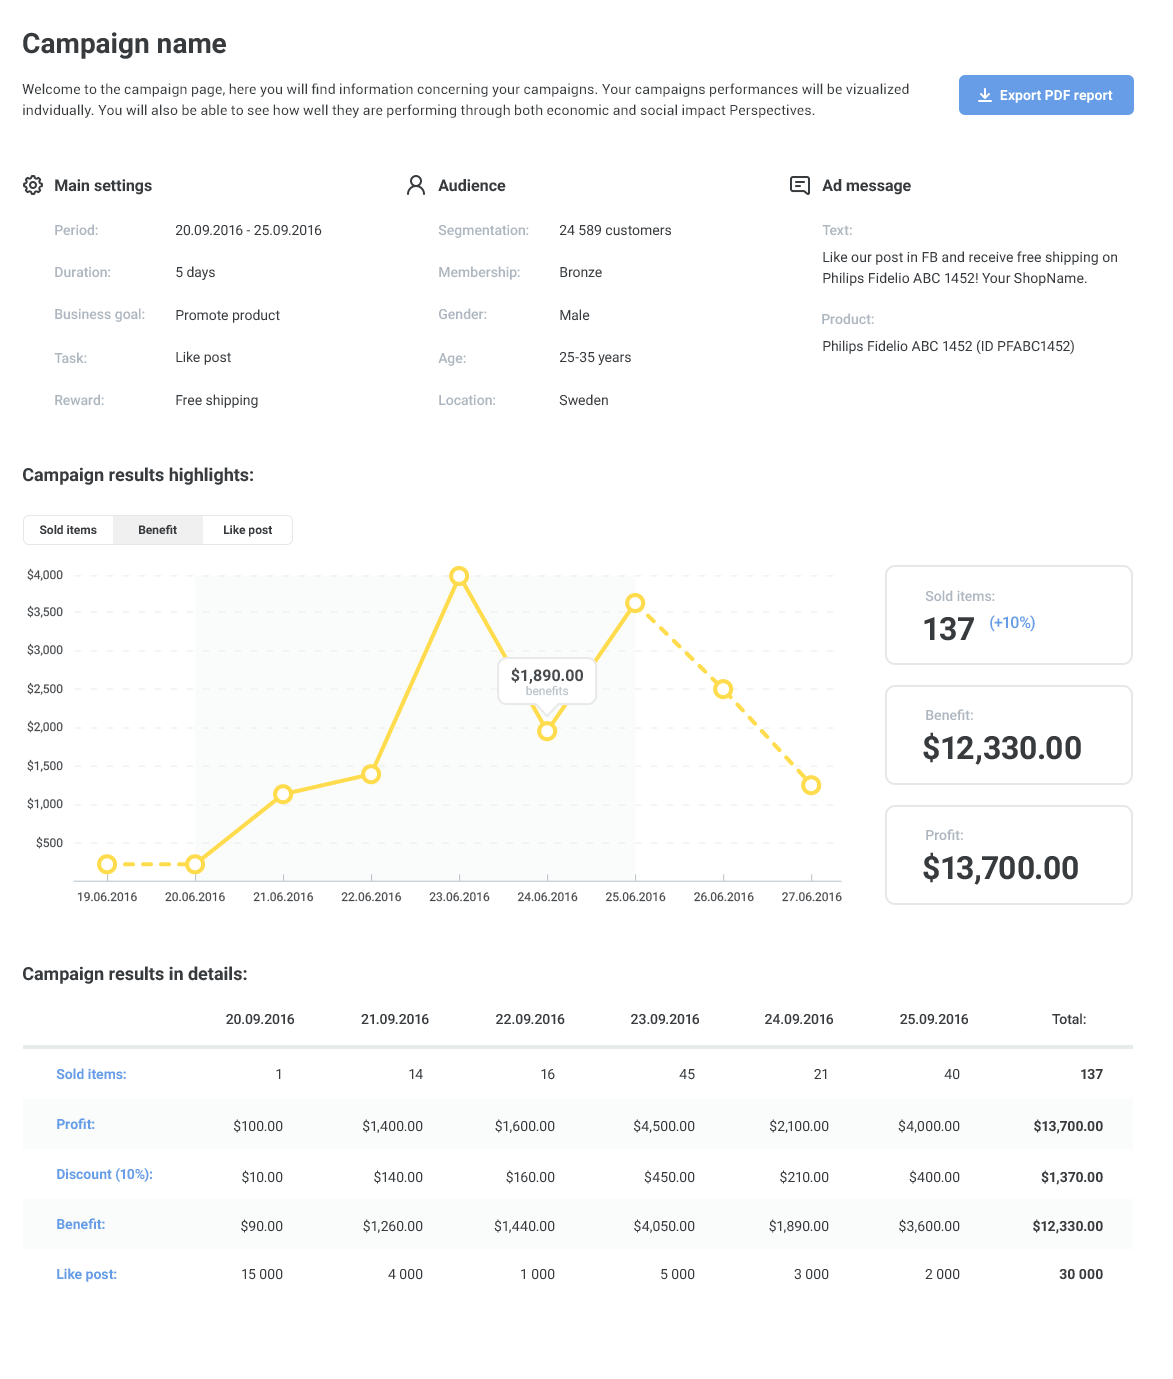 Campaign name
Welcome to the campaign page, here you will find information concerning your campaigns. Your campaigns performances will be vizualized
indvidually. You will also be able to see how well they are performing through both economic and social impact Perspectives.
Export PDF report
Main settings
Period: 20.09.2016 - 25.09.2016
Duration: 5 days
Business goal: Promote product
Task: Like post
Reward: Free shipping
Audience
Segmentation: 24 589 customers
Membership: Bronze
Gender: Male
Age: 25-35 years
Location: Sweden
Ad message
Text:
Like our post in FB and receive free shipping on
Philips Fidelio ABC 1452! Your ShopName.
Product:
Philips Fidelio ABC 1452 (ID PFABC1452)
Campaign results highlights:
Sold items Benefit Like post
$4,000
$3,500
$3,000
$2,500
$2,000
$1,500
$1,000
$500
$1,890.00
benefits
19.06.2016 20.06.2016 21.06.2016 22.06.2016 23.06.2016 24.06.2016 25.06.2016 26.06.2016 27.06.2016
Sold items:
137 (+10%)
Benefit:
$12,330.00
Profit:
$13,700.00
Campaign results in details:
20.09.2016 21.09.2016 22.09.2016 23.09.2016 24.09.2016 25.09.2016 Total:
Sold items: 1 14 16 45 21 40 137
Profit: $100.00 $1,400.00 $1,600.00 $4,500.00 $2,100.00 $4,000.00 $13,700.00
Discount (10%): $10.00 $140.00 $160.00 $450.00 $210.00 $400.00 $1,370.00
Benefit: $90.00 $1,260.00 $1,440.00 $4,050.00 $1,890.00 $3,600.00 $12,330.00
Like post: 15 000 4 000 1 000 5 000 3 000 2 000 30 000